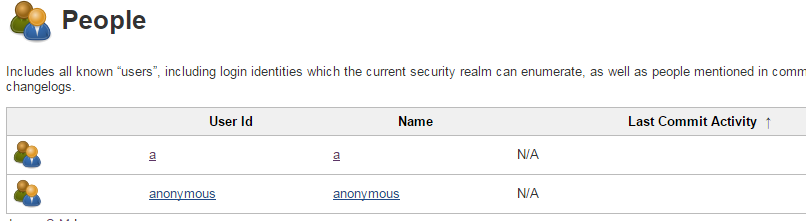 People
Includes all known “users”, including login identities which the current security realm can enumerate, as well as people mentioned in comm
changelogs.
User Id Name Last Commit Activity ↑
a a N/A
anonymous anonymous N/A